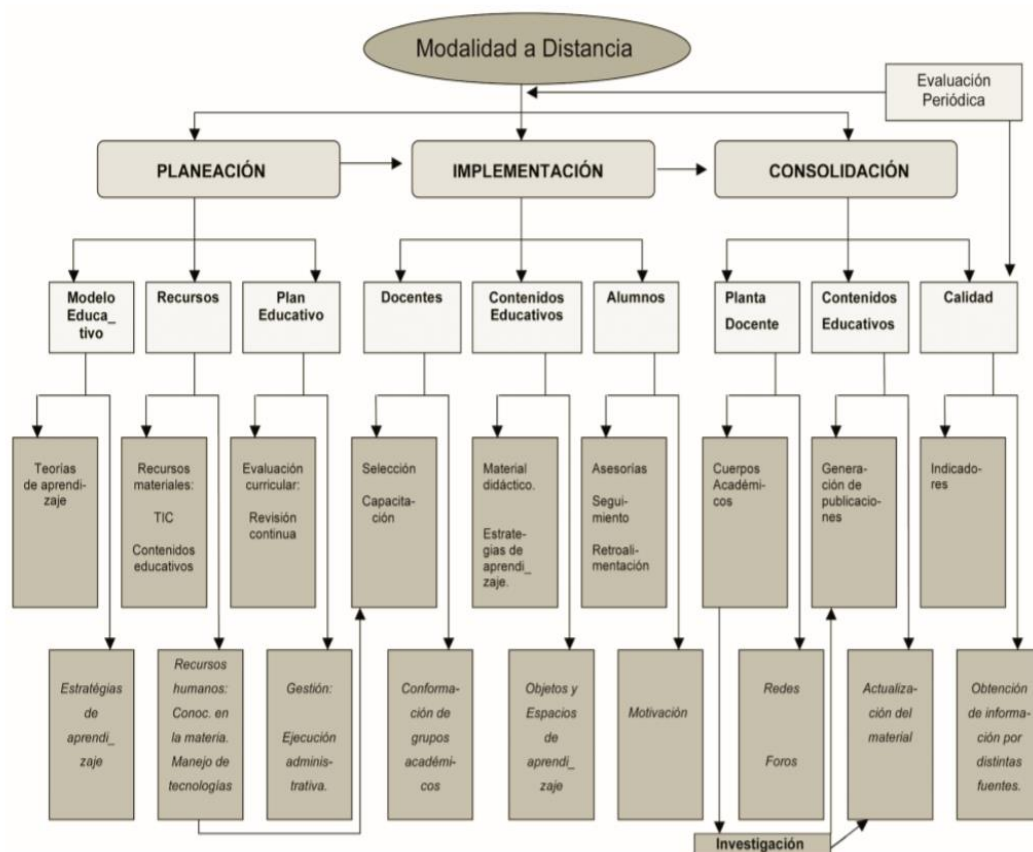 Modalidad a Distancia
Evaluación
Periódica
PLANEACIÓN
IMPLEMENTACIÓN
CONSOLIDACIÓN
Modelo
Educa_
tivo
Recursos
Plan
Educativo
Docentes
Contenidos
Educativos
Alumnos
Planta
Docente
Contenidos
Educativos
Calidad
Teorías
de aprendi-
zaje
Recursos
materiales:
TIC
Contenidos
educativos
Evaluación
curricular:
Revisión
continua
Selección
Capacita-
ción
Material
didáctico.
Estrate-
gias de
aprendi_
zaje.
Asesorías
Segui-
miento
Retroali-
mentación
Cuerpos
Académi-
cos
Genera-
ción de
publicacio-
nes
Indicado-
res
Estratégias
de
aprendi_
zaje
Recursos
humanos:
Conoc. en
la materia.
Manejo de
tecnologías
Gestión:
Ejecución
adminis-
trativa.
Conforma-
ción de
grupos
académi-
cos
Objetos y
Espacios
de
aprendi_
zaje
Motivación
Redes
Foros
Actualiza-
ción del
material
Obtención
de informa-
ción por
distintas
fuentes.
Investigación